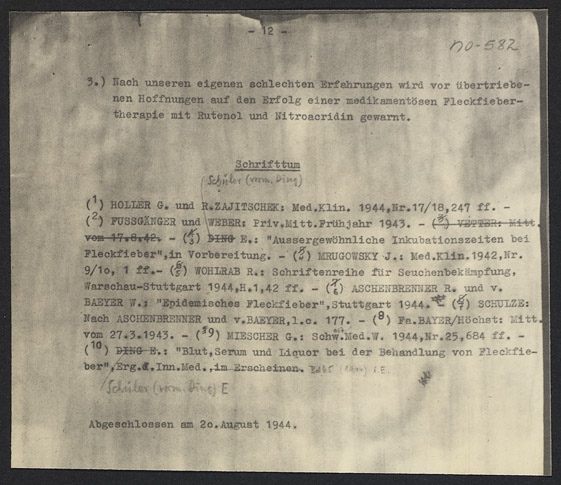 - 12 -
no-582
3.) Nach unseren eigenen schlechten Erfahrungen wird vor übertriebe-
nen Hoffnungen auf den Erfolg einer medikamentösen Fleckfieber-
therapie mit Rutenol und Nitroacridin gewarnt.
Schrifttum
Schüler (vorm. Ding)
(1) HOLLER G. und R.ZAJITSCHEK: Med.Klin. 1944,Nr.17/18,247 ff. -
(2) FUSSGÄNGER und WEBER: Priv.Mitt.Frühjahr 1943. - (3) VETTER: Mitt.
vom 17.8.42. - (3) DING E.: "Aussergewöhnliche Inkubationszeiten bei
Fleckfieber",in Vorbereitung. - (5) MRUGOWSKY J.: Med.Klin.1942,Nr.
9/10, 1 ff.- (6) WOHLRAB R.: Schriftenreihe für Seuchenbekämpfung,
Warschau-Stuttgart 1944,H.1,42 ff. - (7) ASCHENBRENNER R. und v.
BAEYER W.: "Epidemisches Fleckfieber",Stuttgart 1944. (7) SCHULZE:
Nach ASCHENBRENNER und v.BAEYER,l.c. 177. - (8) Fa.BAYER/Höchst: Mitt.
vom 27.3.1943. - (9) MIESCHER G.: Schw.Med.W. 1944,Nr.25,684 ff. -
(10) DING E.: "Blut,Serum und Liquor bei der Behandlung von Fleckfie-
ber",Erg.d.Inn.Med.,im Erscheinen.
Schüler (vorm. Ding) E
Abgeschlossen am 20.August 1944.